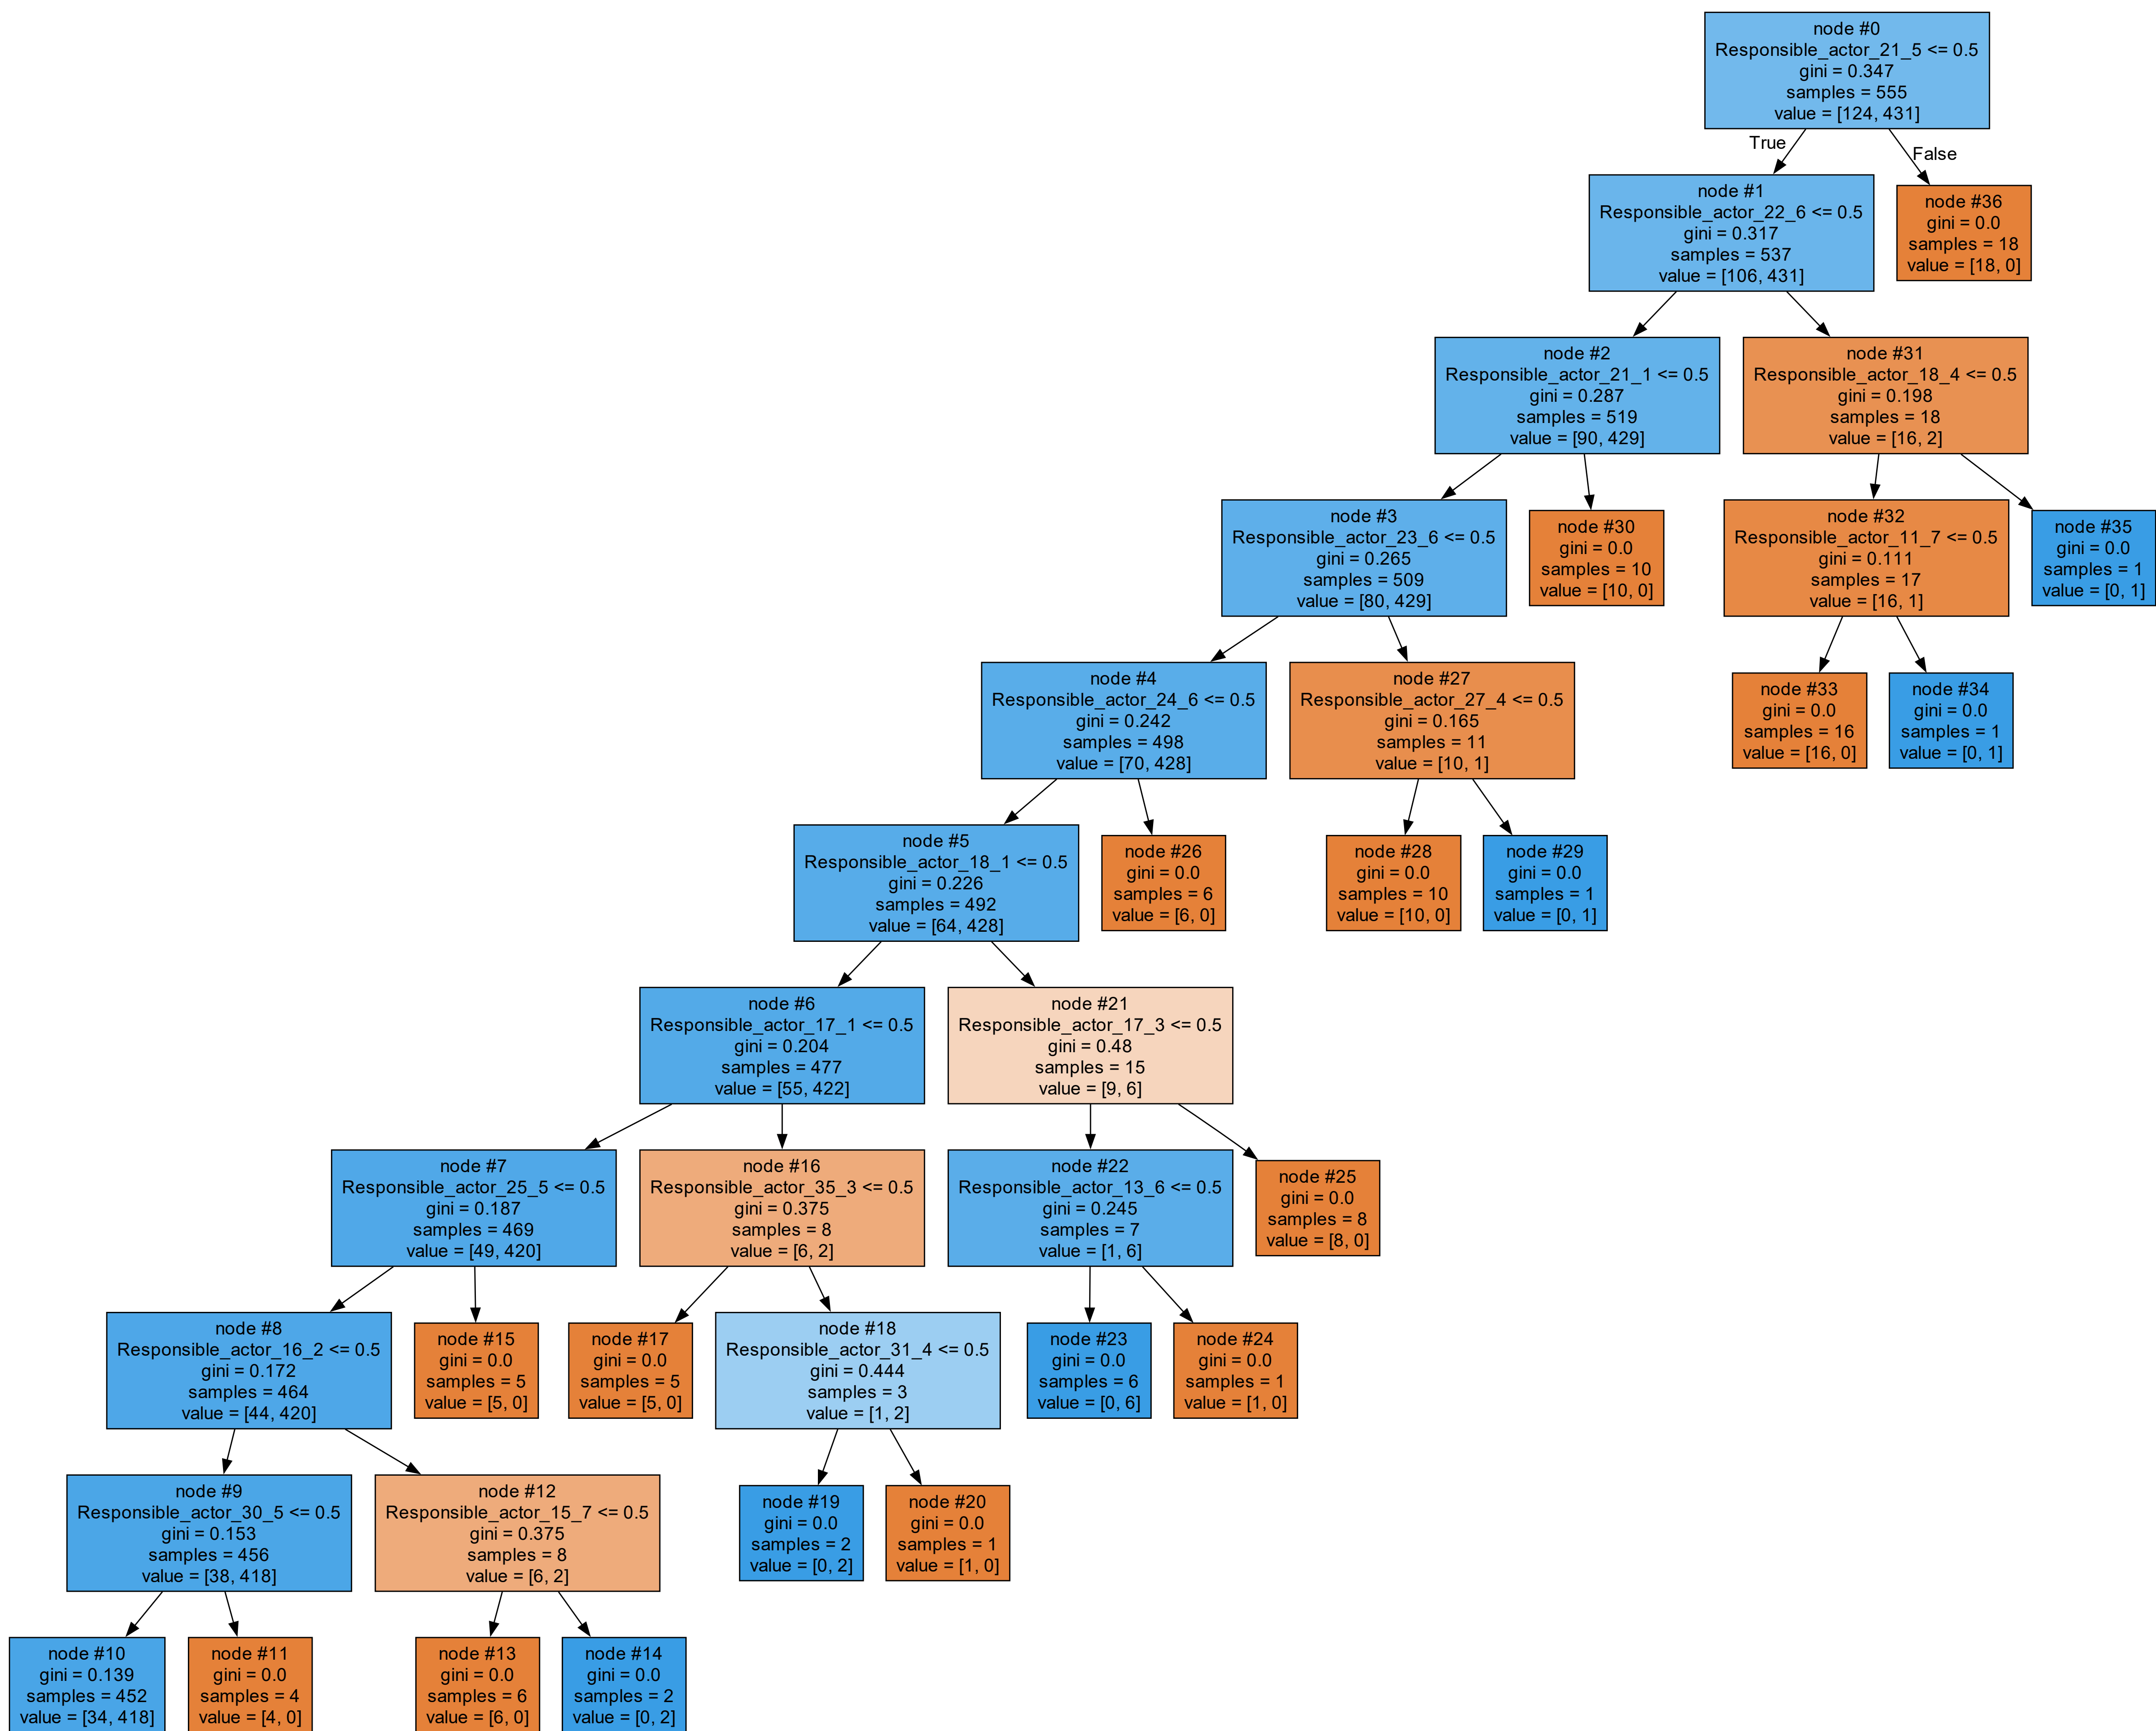 node #0
Responsible_actor_21_5 <= 0.5
gini = 0.347
samples = 555
value = [124, 431]
True
False
node #1
Responsible_actor_22_6 <= 0.5
gini = 0.317
samples = 537
value = [106, 431]
node #36
gini = 0.0
samples = 18
value = [18, 0]
node #2
Responsible_actor_21_1 <= 0.5
gini = 0.287
samples = 519
value = [90, 429]
node #31
Responsible_actor_18_4 <= 0.5
gini = 0.198
samples = 18
value = [16, 2]
node #3
Responsible_actor_23_6 <= 0.5
gini = 0.265
samples = 509
value = [80, 429]
node #30
gini = 0.0
samples = 10
value = [10, 0]
node #32
Responsible_actor_11_7 <= 0.5
gini = 0.111
samples = 17
value = [16, 1]
node #35
gini = 0.0
samples = 1
value = [0, 1]
node #4
Responsible_actor_24_6 <= 0.5
gini = 0.242
samples = 498
value = [70, 428]
node #27
Responsible_actor_27_4 <= 0.5
gini = 0.165
samples = 11
value = [10, 1]
node #33
gini = 0.0
samples = 16
value = [16, 0]
node #34
gini = 0.0
samples = 1
value = [0, 1]
node #5
Responsible_actor_18_1 <= 0.5
gini = 0.226
samples = 492
value = [64, 428]
node #26
gini = 0.0
samples = 6
value = [6, 0]
node #28
gini = 0.0
samples = 10
value = [10, 0]
node #29
gini = 0.0
samples = 1
value = [0, 1]
node #6
Responsible_actor_17_1 <= 0.5
gini = 0.204
samples = 477
value = [55, 422]
node #21
Responsible_actor_17_3 <= 0.5
gini = 0.48
samples = 15
value = [9, 6]
node #7
Responsible_actor_25_5 <= 0.5
gini = 0.187
samples = 469
value = [49, 420]
node #16
Responsible_actor_35_3 <= 0.5
gini = 0.375
samples = 8
value = [6, 2]
node #22
Responsible_actor_13_6 <= 0.5
gini = 0.245
samples = 7
value = [1, 6]
node #25
gini = 0.0
samples = 8
value = [8, 0]
node #8
Responsible_actor_16_2 <= 0.5
gini = 0.172
samples = 464
value = [44, 420]
node #15
gini = 0.0
samples = 5
value = [5, 0]
node #17
gini = 0.0
samples = 5
value = [5, 0]
node #18
Responsible_actor_31_4 <= 0.5
gini = 0.444
samples = 3
value = [1, 2]
node #23
gini = 0.0
samples = 6
value = [0, 6]
node #24
gini = 0.0
samples = 1
value = [1, 0]
node #9
Responsible_actor_30_5 <= 0.5
gini = 0.153
samples = 456
value = [38, 418]
node #12
Responsible_actor_15_7 <= 0.5
gini = 0.375
samples = 8
value = [6, 2]
node #19
gini = 0.0
samples = 2
value = [0, 2]
node #20
gini = 0.0
samples = 1
value = [1, 0]
node #10
gini = 0.139
samples = 452
value = [34, 418]
node #11
gini = 0.0
samples = 4
value = [4, 0]
node #13
gini = 0.0
samples = 6
value = [6, 0]
node #14
gini = 0.0
samples = 2
value = [0, 2]